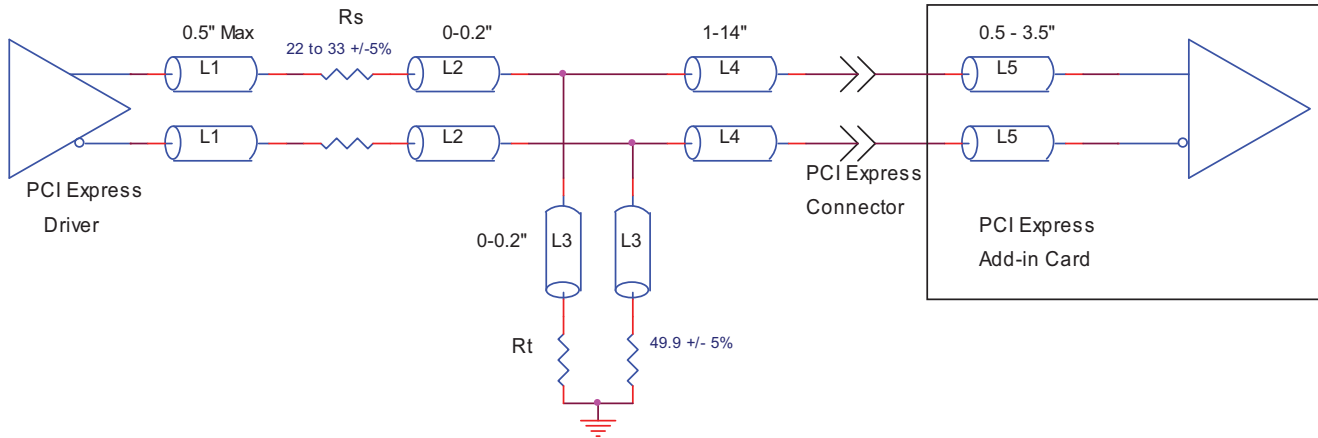 Rs
0.5" Max
22 to 33 +/-5%
0-0.2"
1-14"
0.5 - 3.5"
L1
L2
L4
L5
L1
L2
L4
L5
PCI Express
Driver
PCI Express
Connector
PCI Express
Add-in Card
0-0.2"
L3
L3
Rt
49.9 +/- 5%